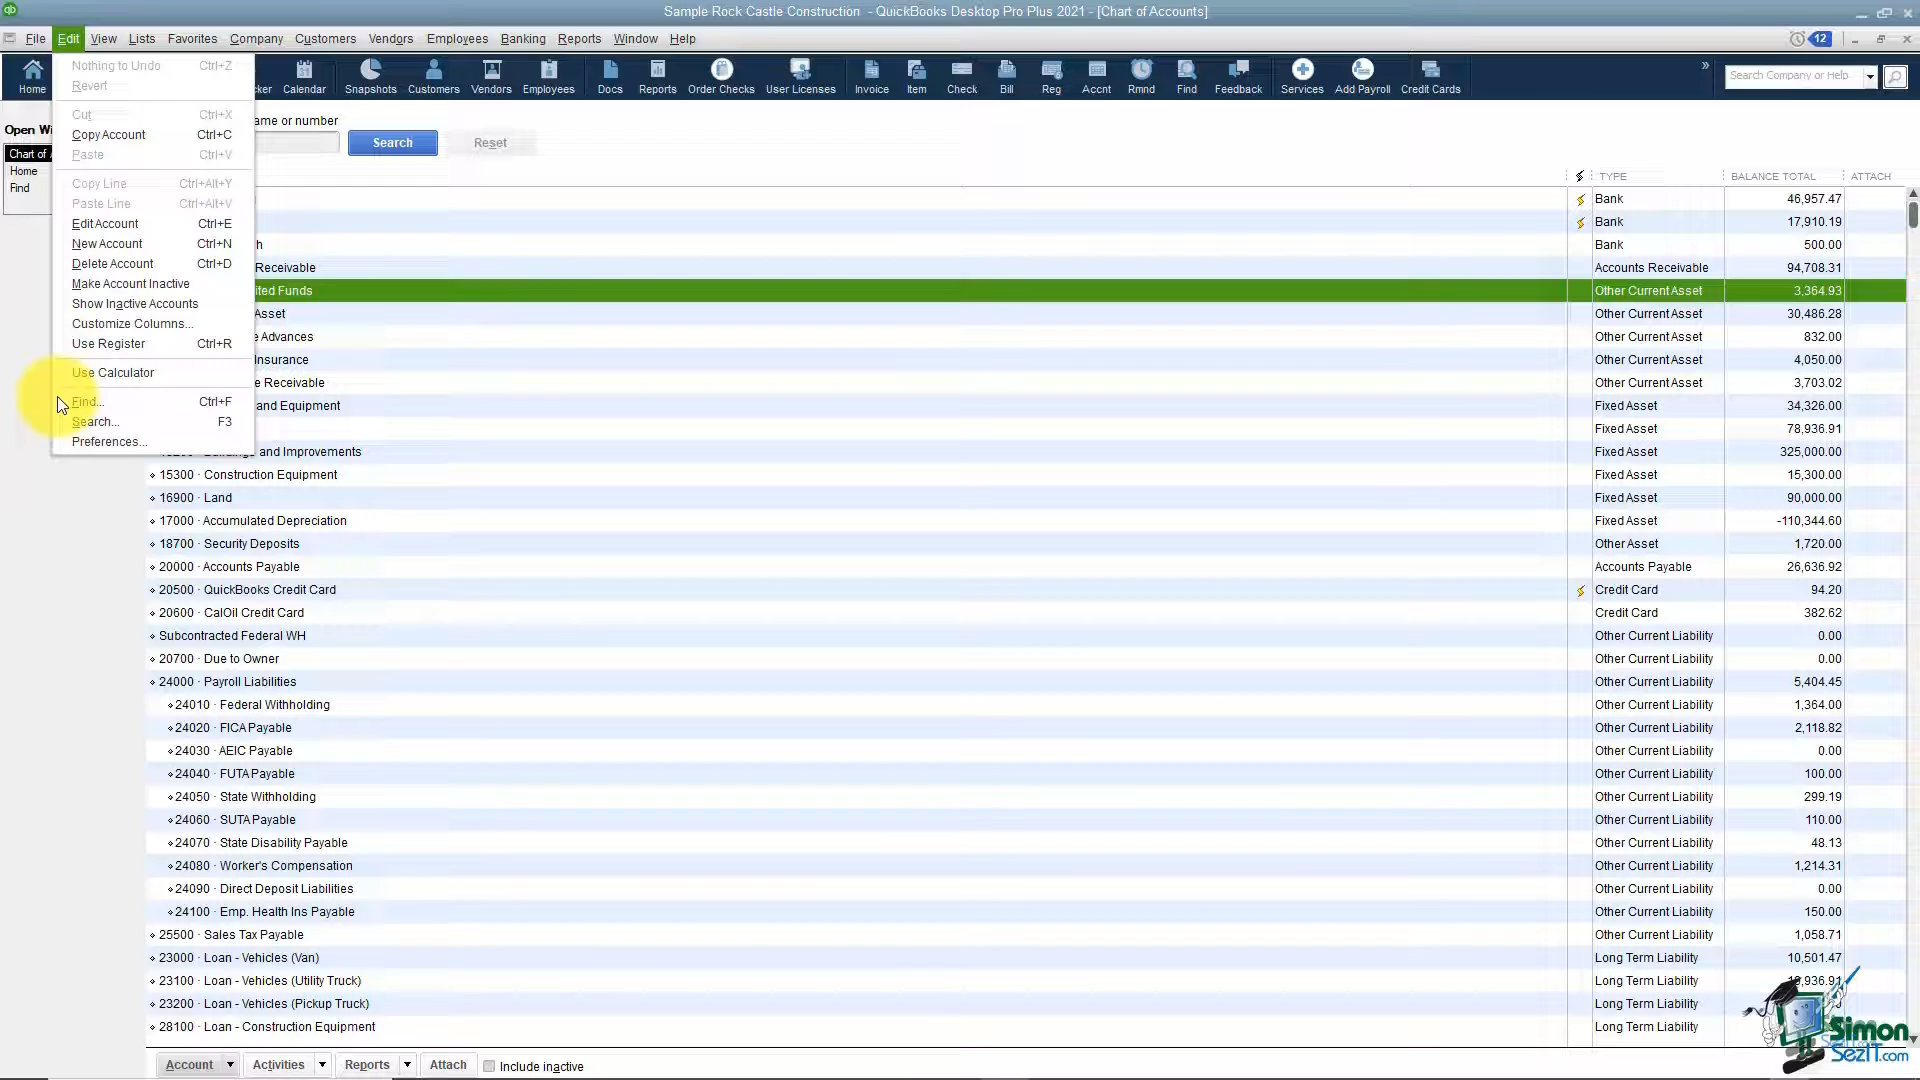 Sample Rock Castle Construction - QuickBooks Desktop Pro Plus 2021 - [Chart of Accounts]
File Edit View Lists Favorites Company Customers Vendors Employees Banking Reports Window Help 12
Home Calendar Snapshots Customers Vendors Employees Docs Reports Order Checks User Licenses Invoice Item Check Bill Reg Accnt Rmnd Find Feedback Services Add Payroll Credit Cards » Search Company or Help
Nothing to Undo Ctrl+Z
Revert
Cut Ctrl+X
Copy Account Ctrl+C
Paste Ctrl+V
Copy Line Ctrl+Alt+Y
Paste Line Ctrl+Alt+V
Edit Account Ctrl+E
New Account Ctrl+N
Delete Account Ctrl+D
Make Account Inactive
Show Inactive Accounts
Customize Columns...
Use Register Ctrl+R
Use Calculator
Find... Ctrl+F
Search... F3
Preferences...
Open
Chart of
Home
Find
name or number
Search Reset
TYPE BALANCE TOTAL ATTACH
Bank 46,957.47
Bank 17,910.19
Bank 500.00
Receivable Accounts Receivable 94,708.31
Funds Other Current Asset 3,364.93
Asset Other Current Asset 30,486.28
Advances Other Current Asset 832.00
Insurance Other Current Asset 4,050.00
Receivable Other Current Asset 3,703.02
and Equipment Fixed Asset 34,326.00
Fixed Asset 78,936.91
and Improvements Fixed Asset 325,000.00
15300 · Construction Equipment Fixed Asset 15,300.00
16900 · Land Fixed Asset 90,000.00
17000 · Accumulated Depreciation Fixed Asset -110,344.60
18700 · Security Deposits Other Asset 1,720.00
20000 · Accounts Payable Accounts Payable 26,636.92
20500 · QuickBooks Credit Card Credit Card 94.20
20600 · CalOil Credit Card Credit Card 382.62
Subcontracted Federal WH Other Current Liability 0.00
20700 · Due to Owner Other Current Liability 0.00
24000 · Payroll Liabilities Other Current Liability 5,404.45
24010 · Federal Withholding Other Current Liability 1,364.00
24020 · FICA Payable Other Current Liability 2,118.82
24030 · AEIC Payable Other Current Liability 0.00
24040 · FUTA Payable Other Current Liability 100.00
24050 · State Withholding Other Current Liability 299.19
24060 · SUTA Payable Other Current Liability 110.00
24070 · State Disability Payable Other Current Liability 48.13
24080 · Worker's Compensation Other Current Liability 1,214.31
24090 · Direct Deposit Liabilities Other Current Liability 0.00
24100 · Emp. Health Ins Payable Other Current Liability 150.00
25500 · Sales Tax Payable Other Current Liability 1,058.71
23000 · Loan - Vehicles (Van) Long Term Liability 10,501.47
23100 · Loan - Vehicles (Utility Truck) Long Term Liability
23200 · Loan - Vehicles (Pickup Truck) Long Term Liability
28100 · Loan - Construction Equipment Long Term Liability
Account Activities Reports Attach Include inactive
Simon
SezIT.com